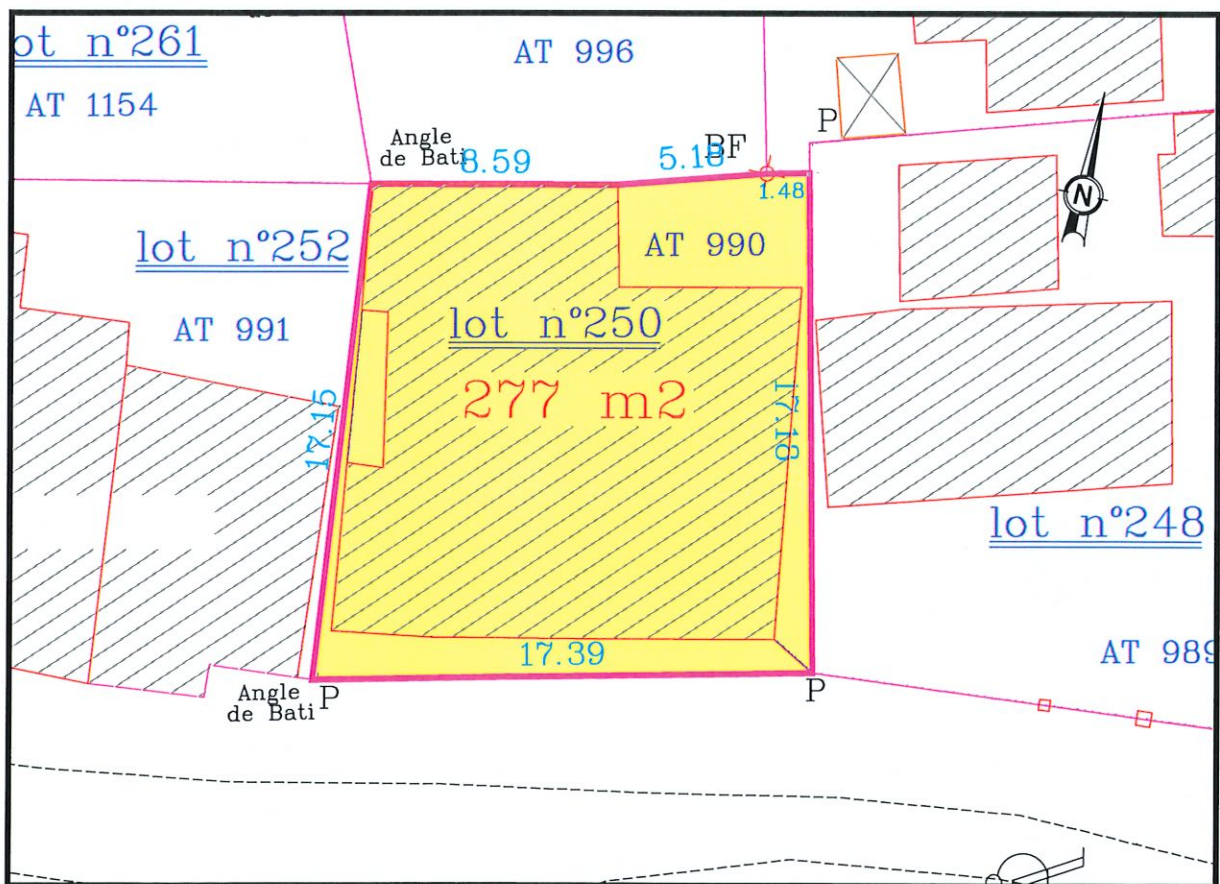 ot n°261
AT 996
AT 1154
P
Angle
de Bati
8.59
5.18
BF
1.48
N
lot n°252
AT 990
AT 991
lot n°250
277 m2
17.15
17.18
lot n°248
17.39
AT 989
Angle
de Bati
P
P